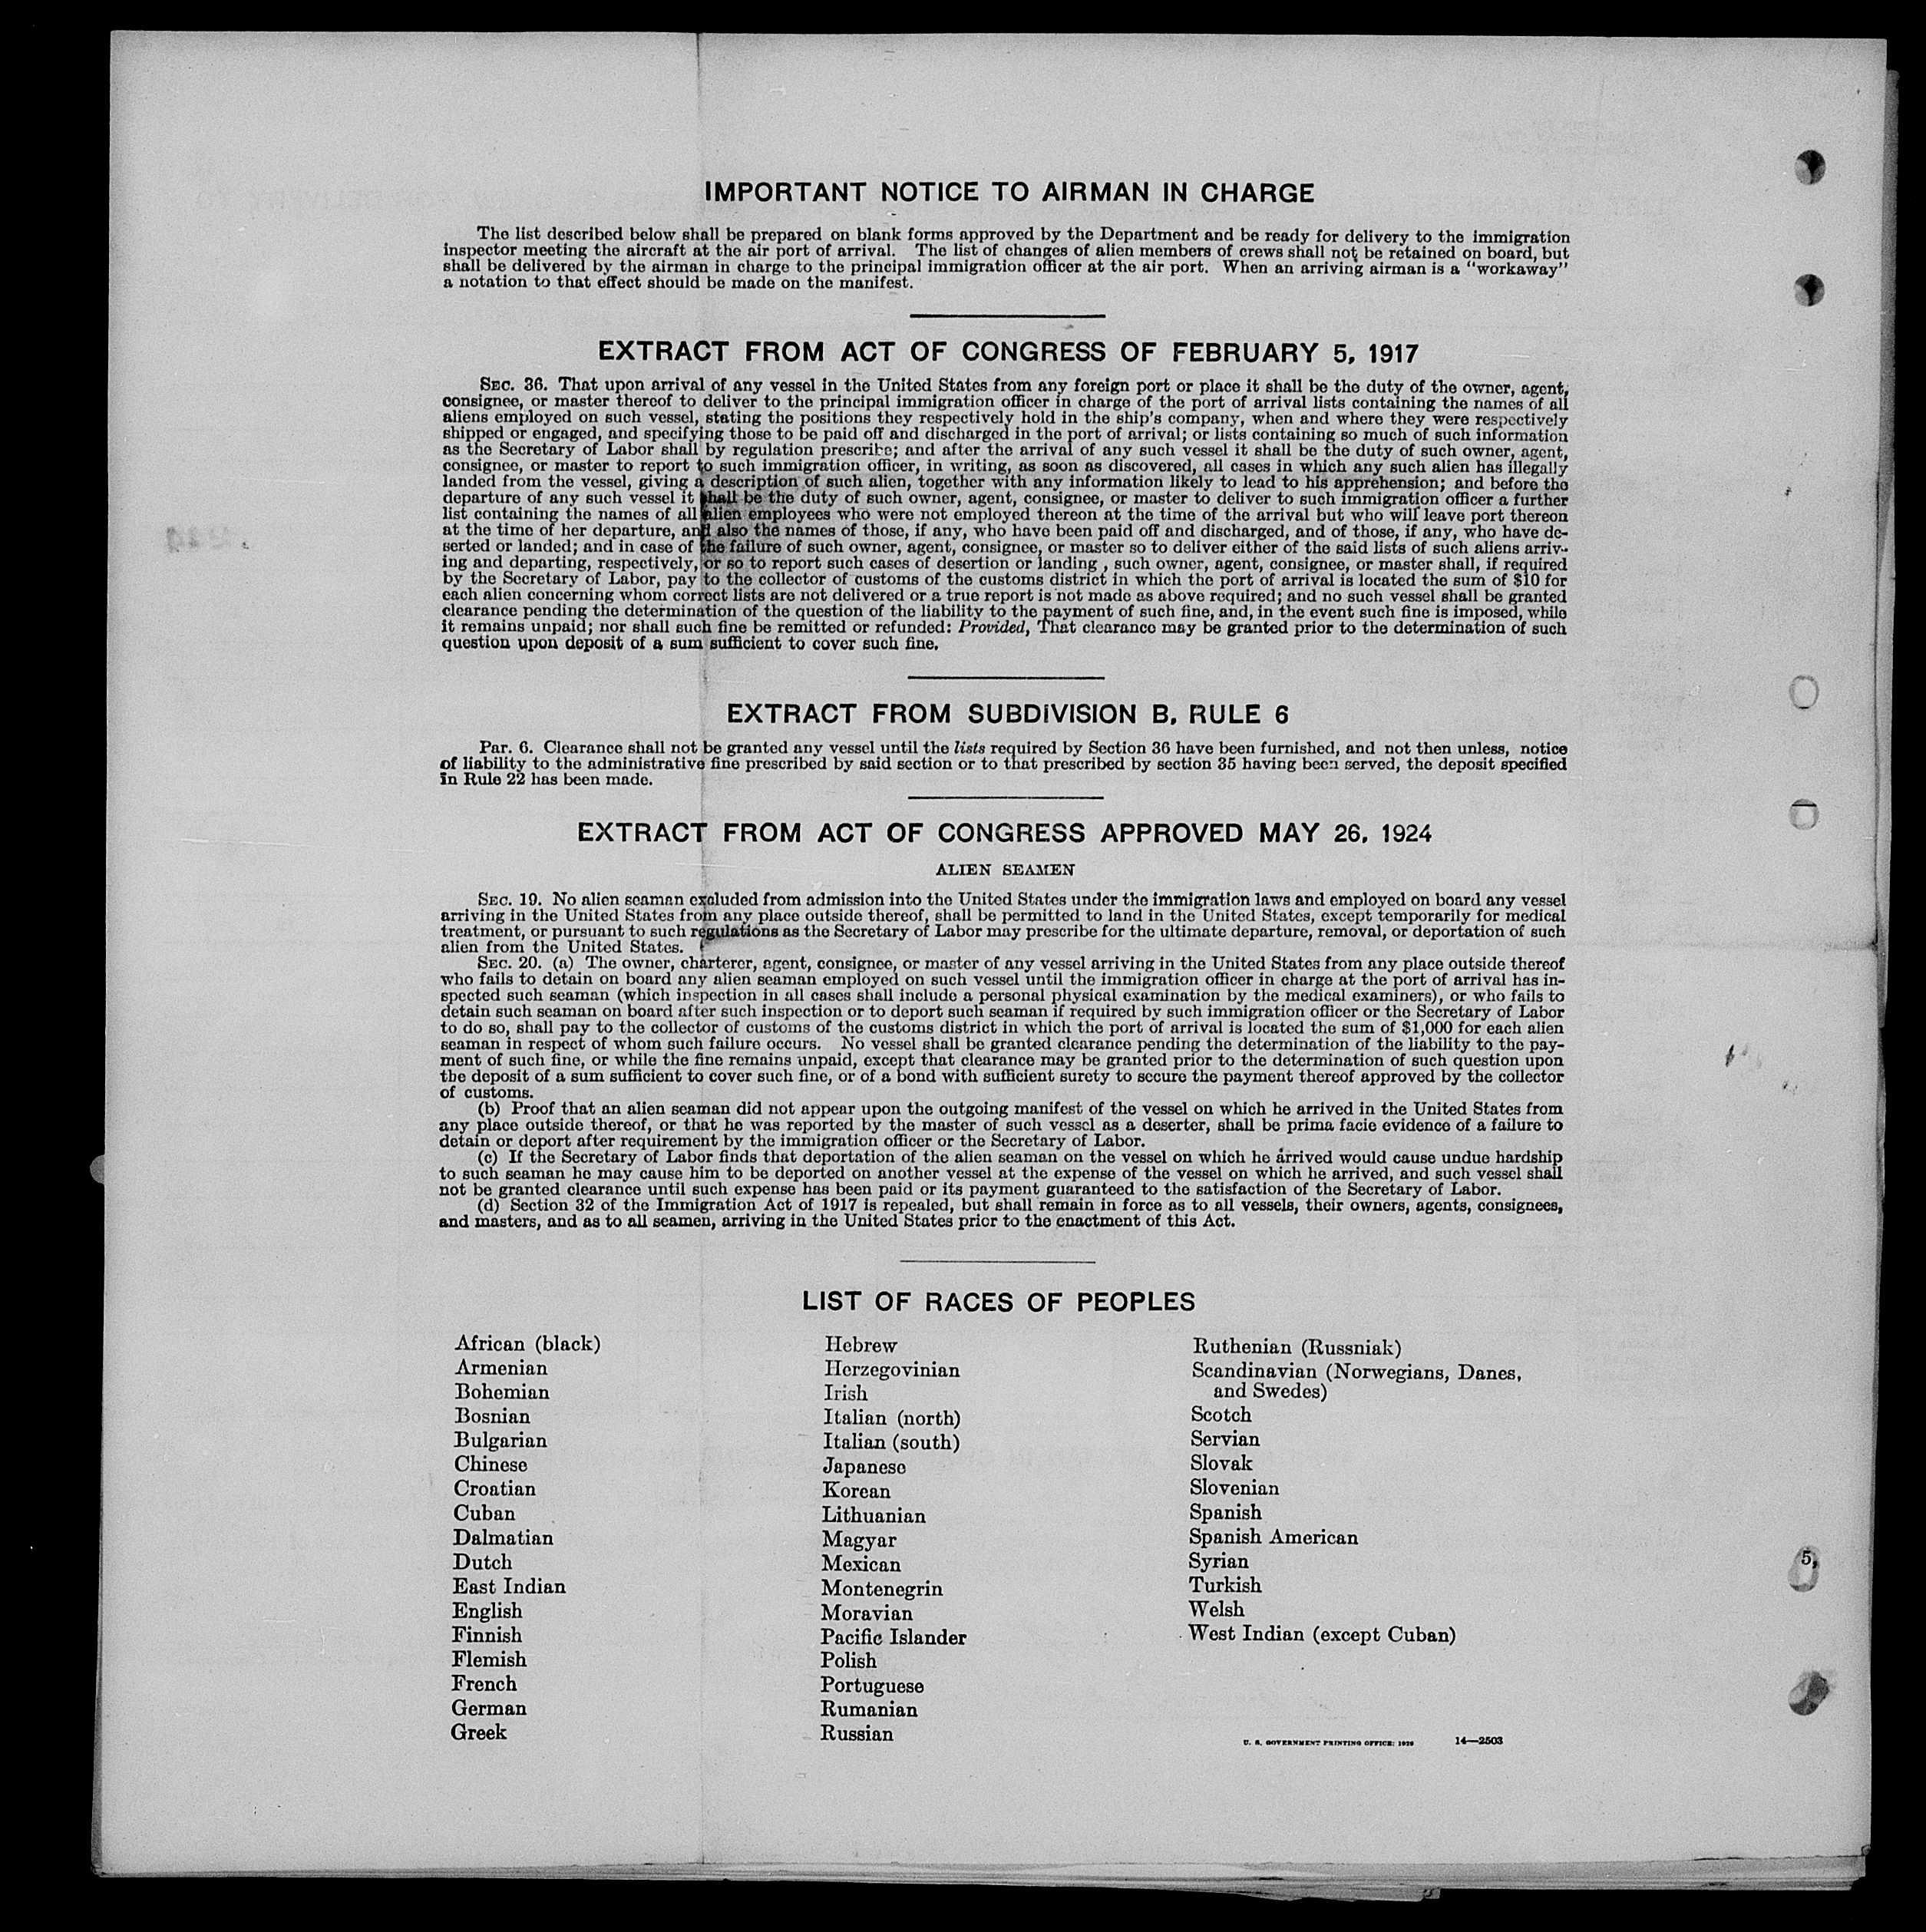 IMPORTANT NOTICE TO AIRMAN IN CHARGE
The list described below shall be prepared on blank forms approved by the Department and be ready for delivery to the immigration
inspector meeting the aircraft at the air port of arrival. The list of changes of alien members of crews shall not be retained on board, but
shall be delivered by the airman in charge to the principal immigration officer at the air port. When an arriving airman is a "workaway"
a notation to that effect should be made on the manifest.
EXTRACT FROM ACT OF CONGRESS OF FEBRUARY 5, 1917
SEC. 36. That upon arrival of any vessel in the United States from any foreign port or place it shall be the duty of the owner, agent,
consignee, or master thereof to deliver to the principal immigration officer in charge of the port of arrival lists containing the names of all
aliens employed on such vessel, stating the positions they respectively hold in the ship's company, when and where they were respectively
shipped or engaged, and specifying those to be paid off and discharged in the port of arrival; or lists containing so much of such information
as the Secretary of Labor shall by regulation prescribe; and after the arrival of any such vessel it shall be the duty of such owner, agent,
consignee, or master to report to such immigration officer, in writing, as soon as discovered, all cases in which any such alien has illegally
landed from the vessel, giving a description of such alien, together with any information likely to lead to his apprehension; and before the
departure of any such vessel it shall be the duty of such owner, agent, consignee, or master to deliver to such immigration officer a further
list containing the names of all alien employees who were not employed thereon at the time of the arrival but who will leave port thereon
at the time of her departure, and also the names of those, if any, who have been paid off and discharged, and of those, if any, who have de-
serted or landed; and in case of the failure of such owner, agent, consignee, or master so to deliver either of the said lists of such aliens arriv-
ing and departing, respectively, or so to report such cases of desertion or landing , such owner, agent, consignee, or master shall, if required
by the Secretary of Labor, pay to the collector of customs of the customs district in which the port of arrival is located the sum of $10 for
each alien concerning whom correct lists are not delivered or a true report is not made as above required; and no such vessel shall be granted
clearance pending the determination of the question of the liability to the payment of such fine, and, in the event such fine is imposed, while
it remains unpaid; nor shall such fine be remitted or refunded: Provided, That clearance may be granted prior to the determination of such
question upon deposit of a sum sufficient to cover such fine.
EXTRACT FROM SUBDIVISION B, RULE 6
Par. 6. Clearance shall not be granted any vessel until the lists required by Section 36 have been furnished, and not then unless, notice
of liability to the administrative fine prescribed by said section or to that prescribed by section 35 having been served, the deposit specified
in Rule 22 has been made.
EXTRACT FROM ACT OF CONGRESS APPROVED MAY 26, 1924
ALIEN SEAMEN
SEC. 19. No alien seaman excluded from admission into the United States under the immigration laws and employed on board any vessel
arriving in the United States from any place outside thereof, shall be permitted to land in the United States, except temporarily for medical
treatment, or pursuant to such regulations as the Secretary of Labor may prescribe for the ultimate departure, removal, or deportation of such
alien from the United States.
SEC. 20. (a) The owner, charterer, agent, consignee, or master of any vessel arriving in the United States from any place outside thereof
who fails to detain on board any alien seaman employed on such vessel until the immigration officer in charge at the port of arrival has in-
spected such seaman (which inspection in all cases shall include a personal physical examination by the medical examiners), or who fails to
detain such seaman on board after such inspection or to deport such seaman if required by such immigration officer or the Secretary of Labor
to do so, shall pay to the collector of customs of the customs district in which the port of arrival is located the sum of $1,000 for each alien
seaman in respect of whom such failure occurs. No vessel shall be granted clearance pending the determination of the liability to the pay-
ment of such fine, or while the fine remains unpaid, except that clearance may be granted prior to the determination of such question upon
the deposit of a sum sufficient to cover such fine, or of a bond with sufficient surety to secure the payment thereof approved by the collector
of customs.
(b) Proof that an alien seaman did not appear upon the outgoing manifest of the vessel on which he arrived in the United States from
any place outside thereof, or that he was reported by the master of such vessel as a deserter, shall be prima facie evidence of a failure to
detain or deport after requirement by the immigration officer or the Secretary of Labor.
(c) If the Secretary of Labor finds that deportation of the alien seaman on the vessel on which he arrived would cause undue hardship
to such seaman he may cause him to be deported on another vessel at the expense of the vessel on which he arrived, and such vessel shall
not be granted clearance until such expense has been paid or its payment guaranteed to the satisfaction of the Secretary of Labor.
(d) Section 32 of the Immigration Act of 1917 is repealed, but shall remain in force as to all vessels, their owners, agents, consignees,
and masters, and as to all seamen, arriving in the United States prior to the enactment of this Act.
LIST OF RACES OF PEOPLES
African (black)
Armenian
Bohemian
Bosnian
Bulgarian
Chinese
Croatian
Cuban
Dalmatian
Dutch
East Indian
English
Finnish
Flemish
French
German
Greek
Hebrew
Herzegovinian
Irish
Italian (north)
Italian (south)
Japanese
Korean
Lithuanian
Magyar
Mexican
Montenegrin
Moravian
Pacific Islander
Polish
Portuguese
Rumanian
Russian
Ruthenian (Russniak)
Scandinavian (Norwegians, Danes,
and Swedes)
Scotch
Servian
Slovak
Slovenian
Spanish
Spanish American
Syrian
Turkish
Welsh
West Indian (except Cuban)
U. S. GOVERNMENT PRINTING OFFICE: 1929 14—2503
5,